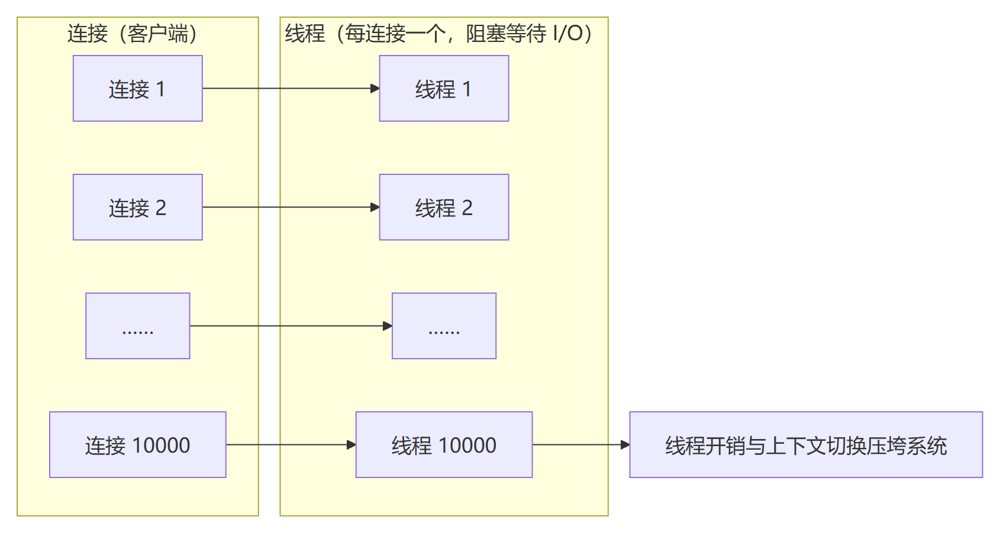 连接（客户端）
线程（每连接一个，阻塞等待 I/O）
连接 1
线程 1
连接 2
线程 2
......
......
连接 10000
线程 10000
线程开销与上下文切换压垮系统